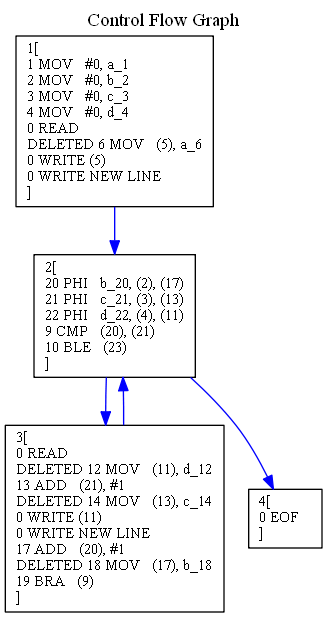 Control Flow Graph
1[
1 MOV #0, a_1
2 MOV #0, b_2
3 MOV #0, c_3
4 MOV #0, d_4
0 READ
DELETED 6 MOV (5), a_6
0 WRITE (5)
0 WRITE NEW LINE
]
2[
20 PHI b_20, (2), (17)
21 PHI c_21, (3), (13)
22 PHI d_22, (4), (11)
9 CMP (20), (21)
10 BLE (23)
]
3[
0 READ
DELETED 12 MOV (11), d_12
13 ADD (21), #1
DELETED 14 MOV (13), c_14
0 WRITE (11)
0 WRITE NEW LINE
17 ADD (20), #1
DELETED 18 MOV (17), b_18
19 BRA (9)
]
4[
0 EOF
]